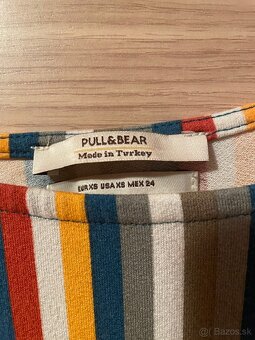 PULL&BEAR
Made in Turkey
EUR XS USA XS MEX 24
Bazos.sk